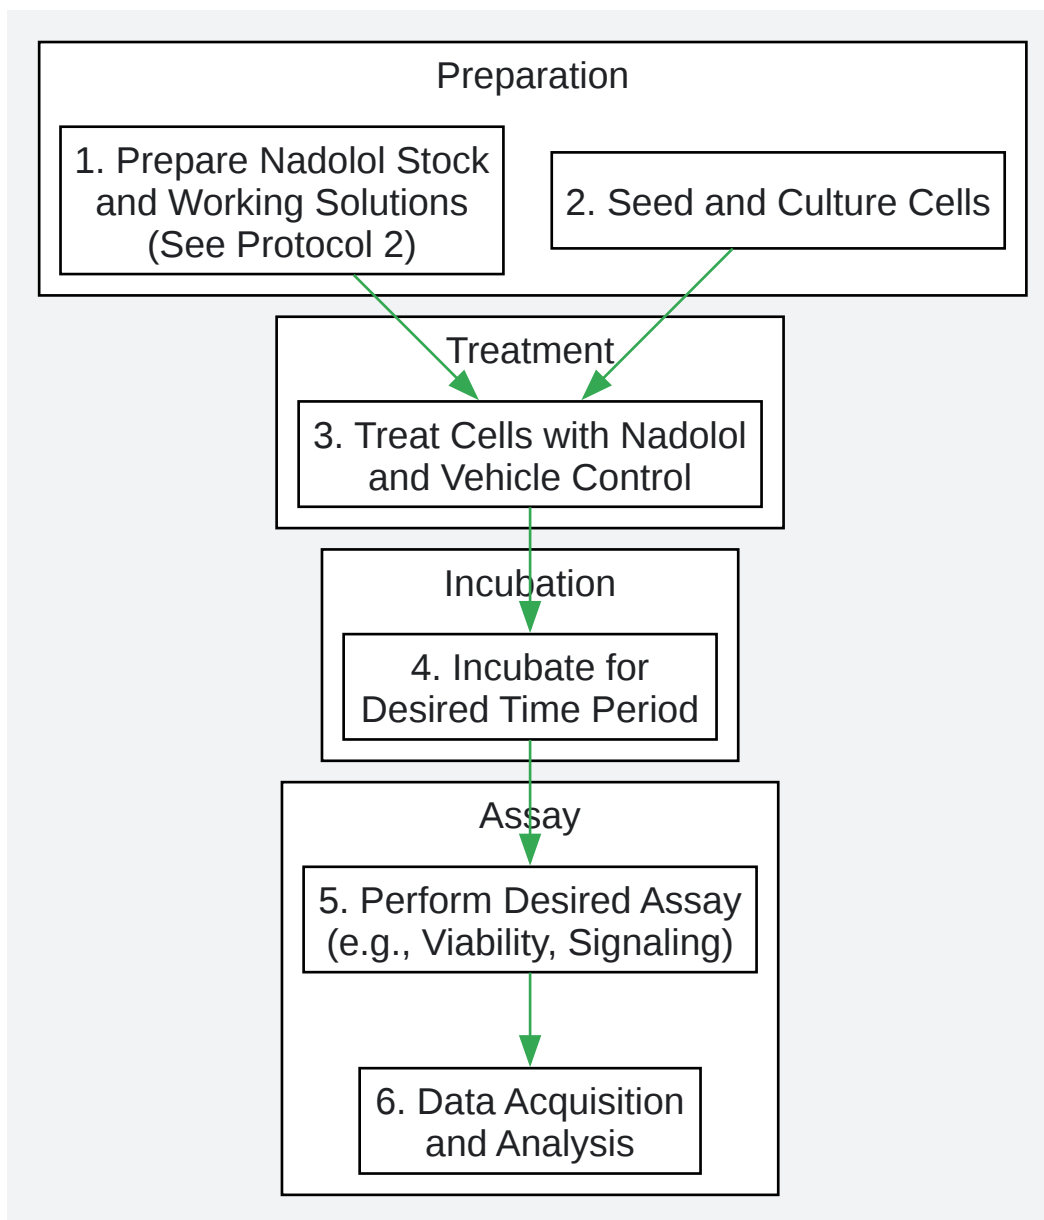 Preparation
1. Prepare Nadolol Stock
and Working Solutions
(See Protocol 2)
2. Seed and Culture Cells
Treatment
3. Treat Cells with Nadolol
and Vehicle Control
Incubation
4. Incubate for
Desired Time Period
Assay
5. Perform Desired Assay
(e.g., Viability, Signaling)
6. Data Acquisition
and Analysis